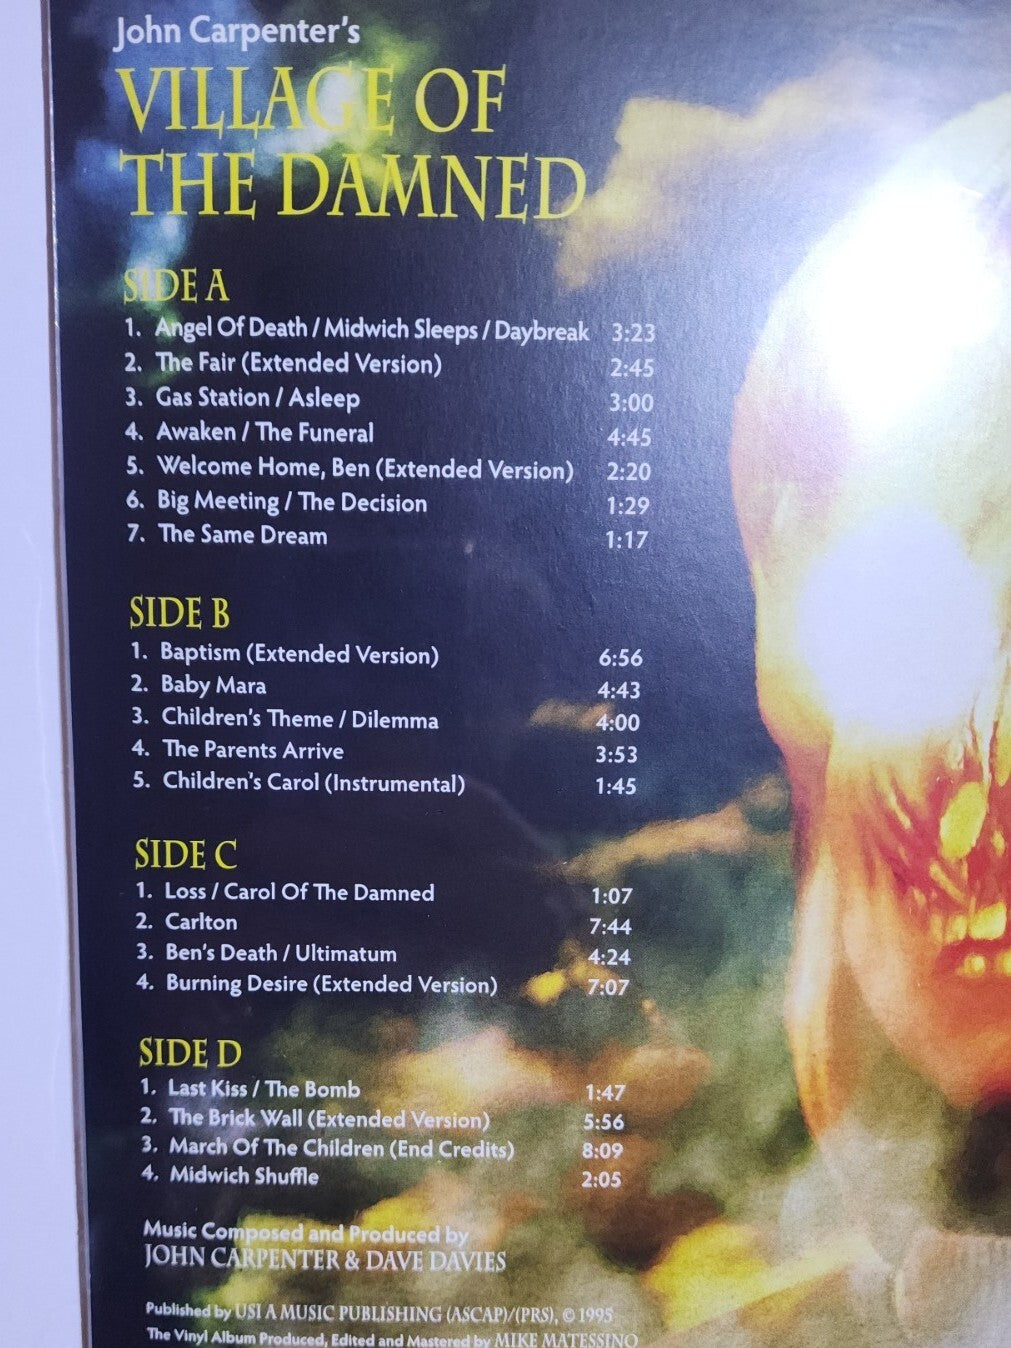 John Carpenter's
VILLAGE OF
THE DAMNED
SIDE A
1. Angel Of Death / Midwich Sleeps / Daybreak 3:23
2. The Fair (Extended Version) 2:45
3. Gas Station / Asleep 3:00
4. Awaken / The Funeral 4:45
5. Welcome Home, Ben (Extended Version) 2:20
6. Big Meeting / The Decision 1:29
7. The Same Dream 1:17
SIDE B
1. Baptism (Extended Version) 6:56
2. Baby Mara 4:43
3. Children's Theme / Dilemma 4:00
4. The Parents Arrive 3:53
5. Children's Carol (Instrumental) 1:45
SIDE C
1. Loss / Carol Of The Damned 1:07
2. Carlton 7:44
3. Ben's Death / Ultimatum 4:24
4. Burning Desire (Extended Version) 7:07
SIDE D
1. Last Kiss / The Bomb 1:47
2. The Brick Wall (Extended Version) 5:56
3. March Of The Children (End Credits) 8:09
4. Midwich Shuffle 2:05
Music Composed and Produced by
JOHN CARPENTER & DAVE DAVIES
Published by USI A MUSIC PUBLISHING (ASCAP)/(PRS), © 1995
The Vinyl Album Produced, Edited and Mastered by MIKE MATESSINO